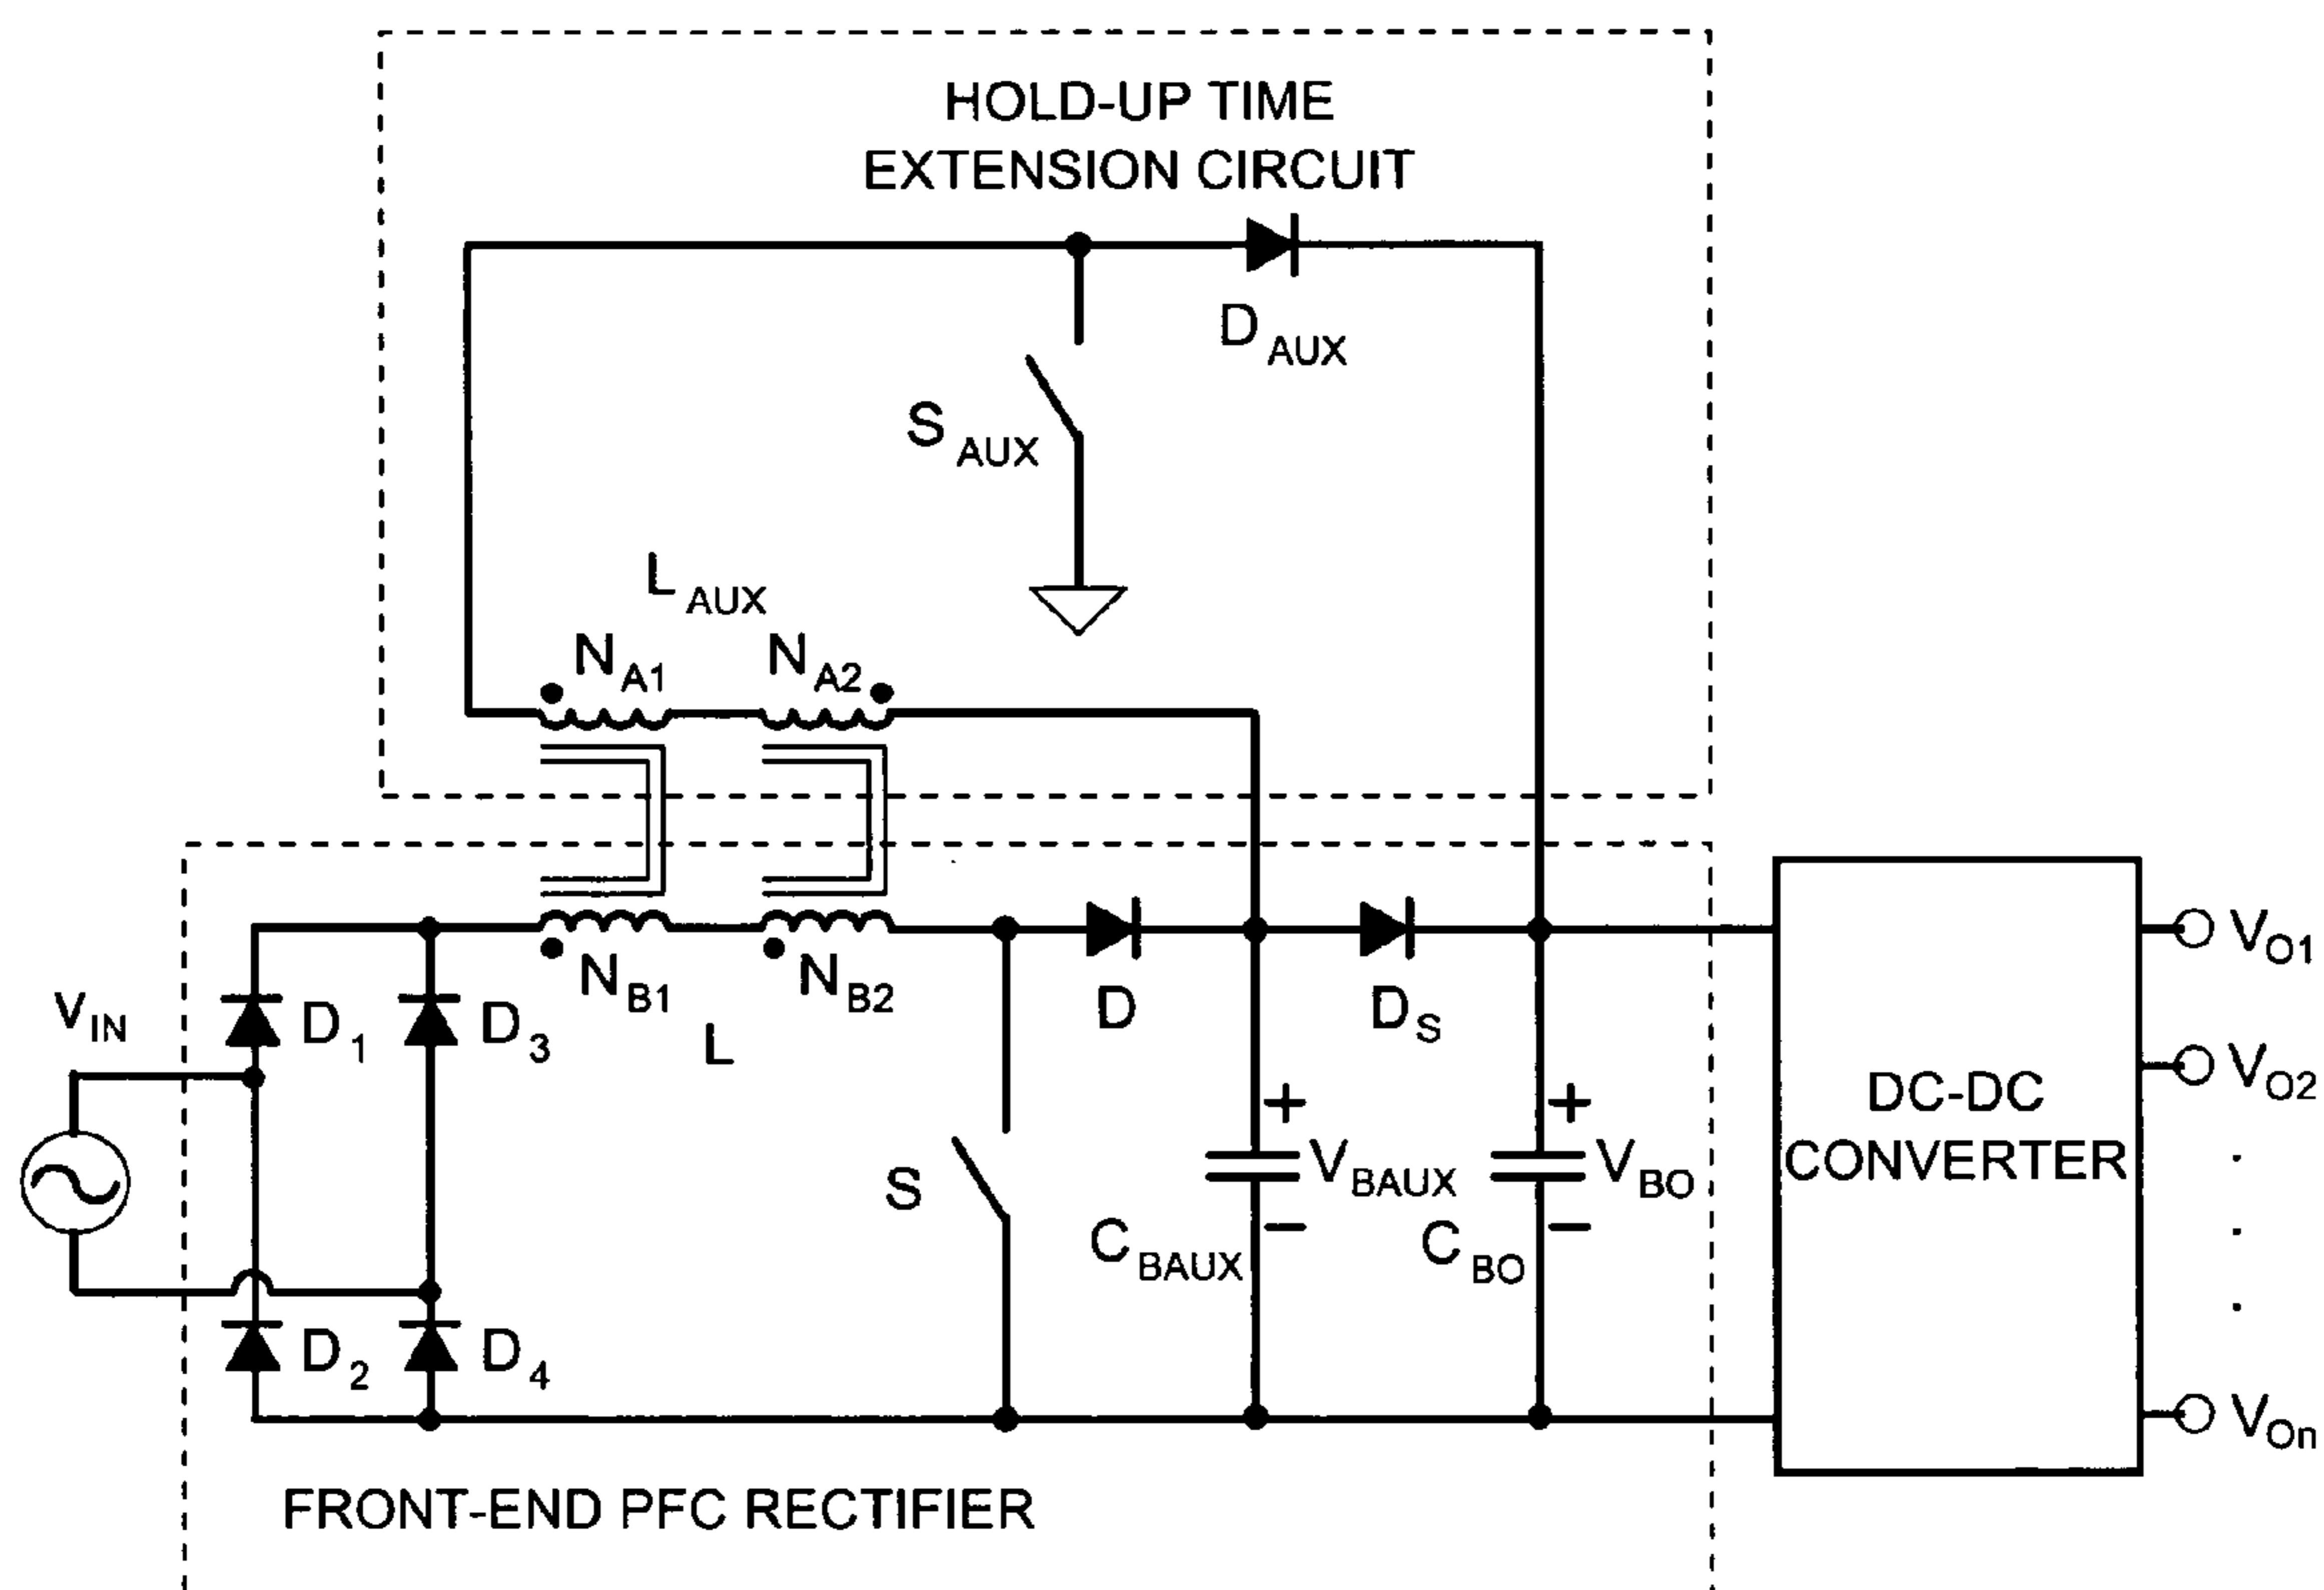 HOLD-UP TIME
EXTENSION CIRCUIT
D AUX
S AUX
L AUX
N A1 N A2
N B1 N B2
L
D
D S
V IN
D 1
D 3
V O1
V O2
DC-DC
CONVERTER
+
+
S
V BAUX
V BO
−
−
C BAUX
C BO
D 2
D 4
V On
FRONT-END PFC RECTIFIER